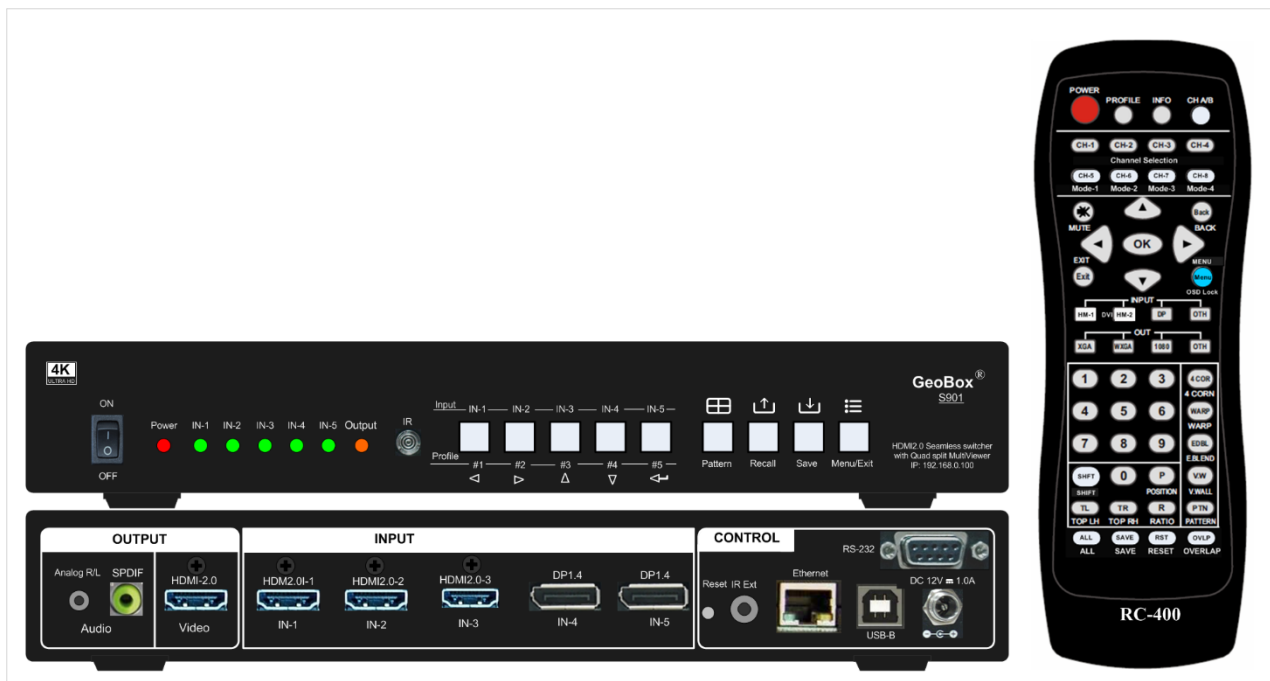 4K
ULTRA HD
ON
OFF
Power IN-1 IN-2 IN-3 IN-4 IN-5 Output
IR
Input IN-1 IN-2 IN-3 IN-4 IN-5
Profile #1 #2 #3 #4 #5
Pattern Recall Save Menu/Exit
GeoBox®
S901
HDMI2.0 Seamless switcher
with Quad split MultiViewer
IP: 192.168.0.100
OUTPUT
Analog R/L SPDIF
Audio
HDMI-2.0
Video
INPUT
HDMI2.0I-1 HDMI2.0-2 HDMI2.0-3 DP1.4 DP1.4
IN-1 IN-2 IN-3 IN-4 IN-5
CONTROL
RS-232
Reset IR Ext Ethernet
USB-B
DC 12V 1.0A
POWER
PROFILE INFO CH A/B
CH-1 CH-2 CH-3 CH-4
Channel Selection
CH-5 CH-6 CH-7 CH-8
Mode-1 Mode-2 Mode-3 Mode-4
Back
MUTE BACK
OK
EXIT MENU
Exit Menu
OSD Lock
INPUT
HM-1 DVI HM-2 DP OTH
OUT
XGA WXGA 1080 OTH
1 2 3 4 COR
4 CORN
4 5 6 WARP
WARP
7 8 9 EDBL
E.BLEND
SHFT 0 P V.W
SHIFT POSITION V.WALL
TL TR R PTN
TOP LH TOP RH RATIO PATTERN
ALL SAVE RST OVLP
ALL SAVE RESET OVERLAP
RC-400